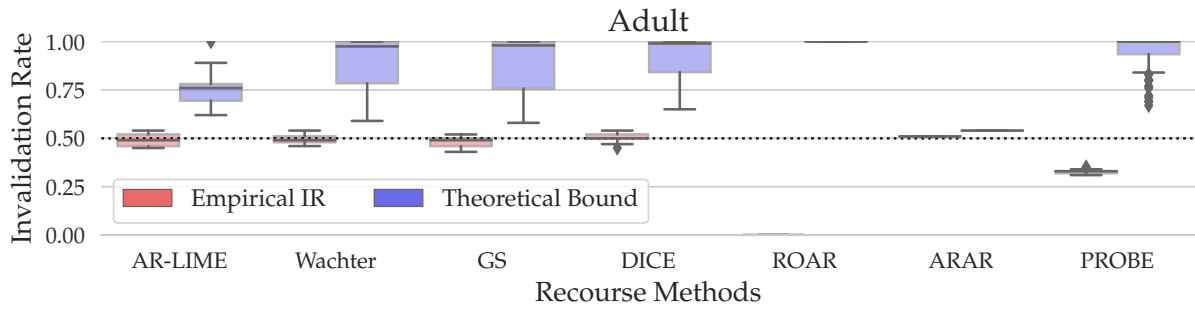 Adult
Invalidation Rate
1.00
0.75
0.50
0.25
0.00
Empirical IR
Theoretical Bound
AR-LIME Wachter GS DICE ROAR ARAR PROBE
Recourse Methods